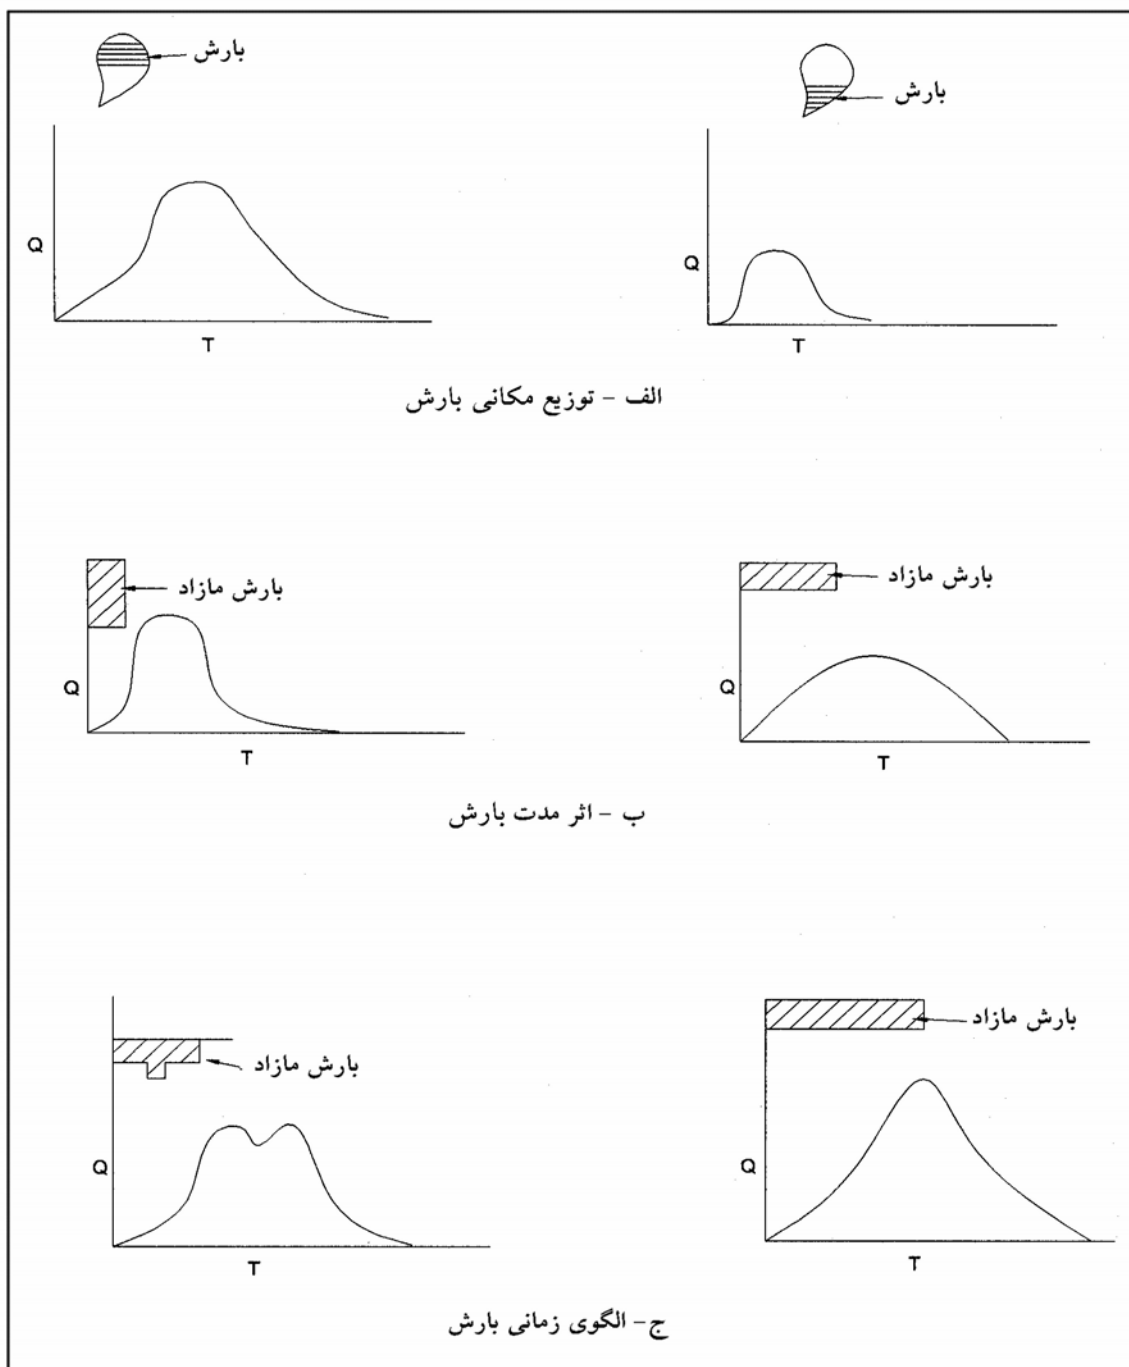 بارش
بارش
Q
T
Q
T
الف - توزیع مکانی بارش
بارش مازاد
بارش مازاد
Q
T
Q
T
ب - اثر مدت بارش
بارش مازاد
بارش مازاد
Q
T
Q
T
ج- الگوی زمانی بارش